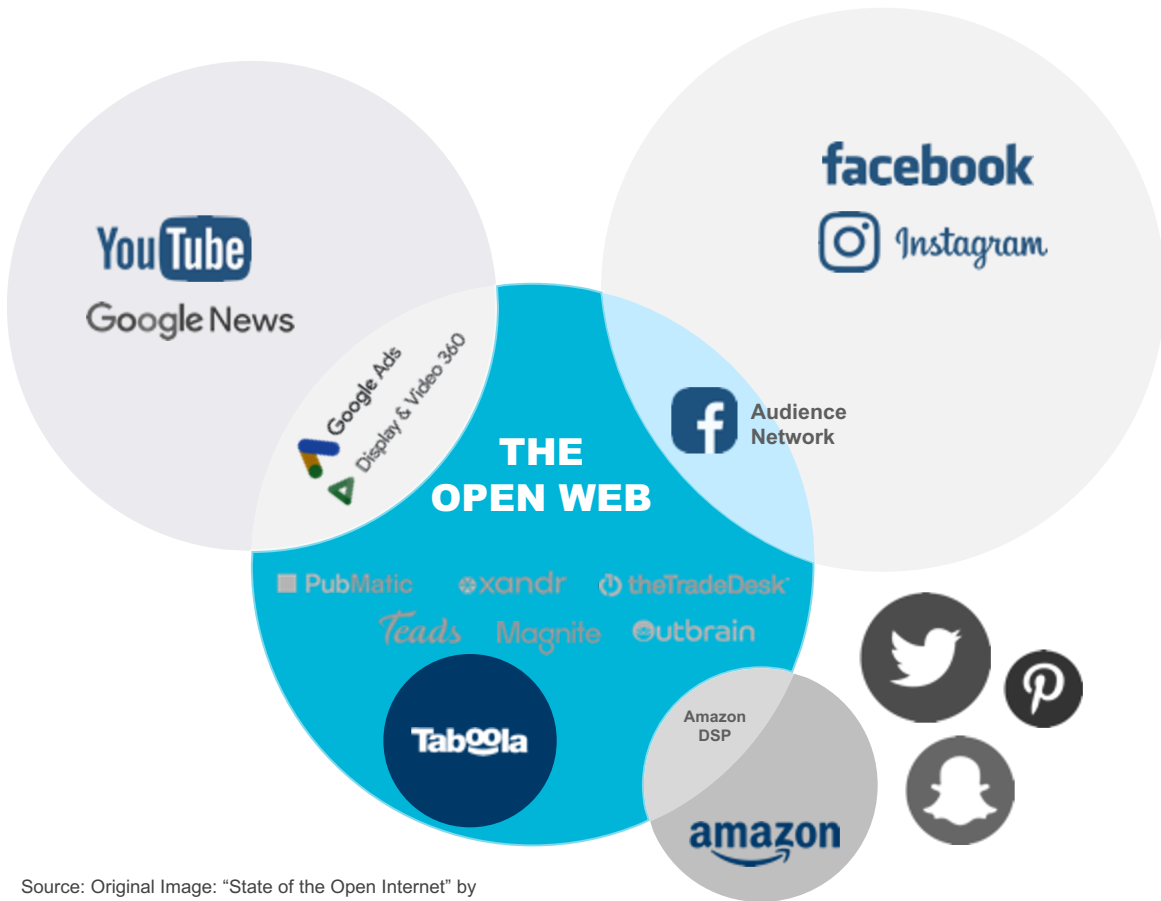 facebook
Instagram
YouTube
Google News
Google Ads
Display & Video 360
Audience
Network
THE
OPEN WEB
PubMatic
xandr
theTradeDesk
Teads
Magnite
Outbrain
Taboola
Amazon
DSP
amazon
Source: Original Image: “State of the Open Internet” by